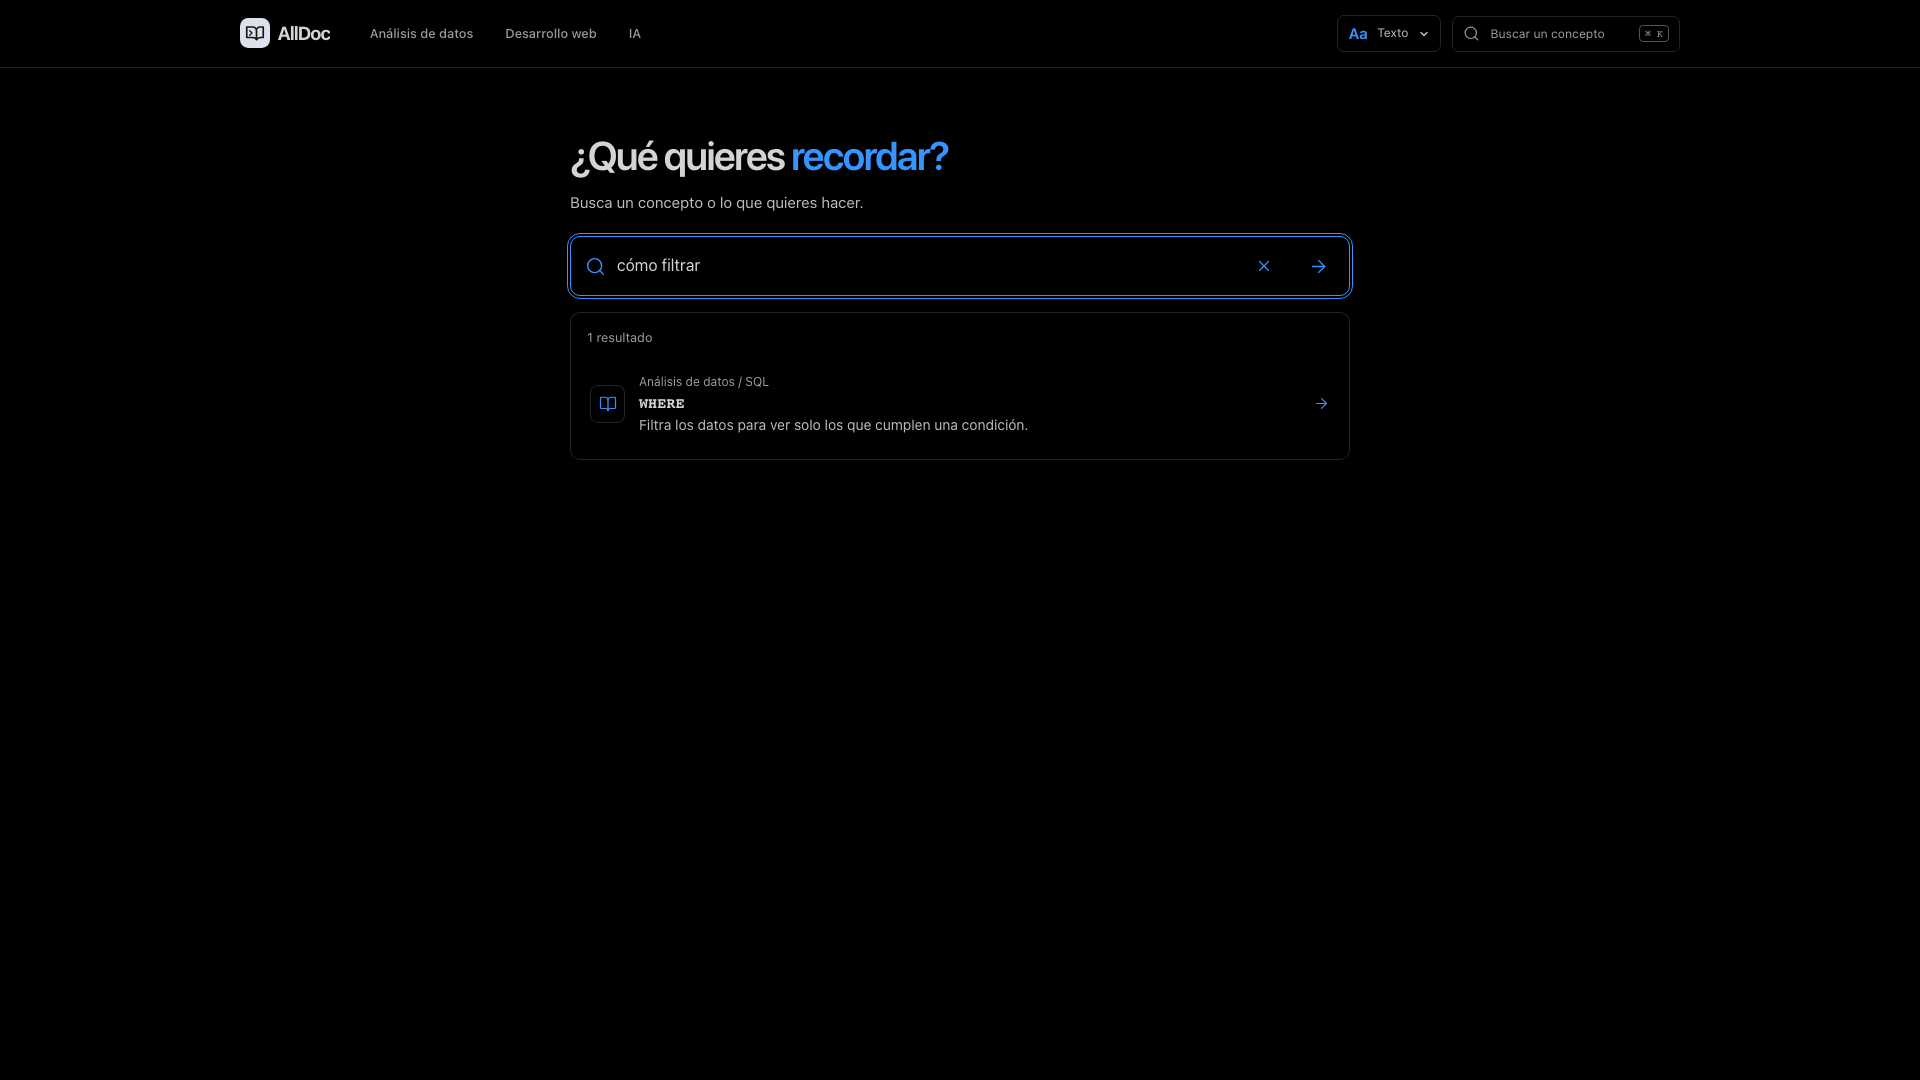 AllDoc
Análisis de datos
Desarrollo web
IA
Aa Texto
Buscar un concepto
⌘ K
¿Qué quieres recordar?
Busca un concepto o lo que quieres hacer.
cómo filtrar
1 resultado
Análisis de datos / SQL
WHERE
Filtra los datos para ver solo los que cumplen una condición.